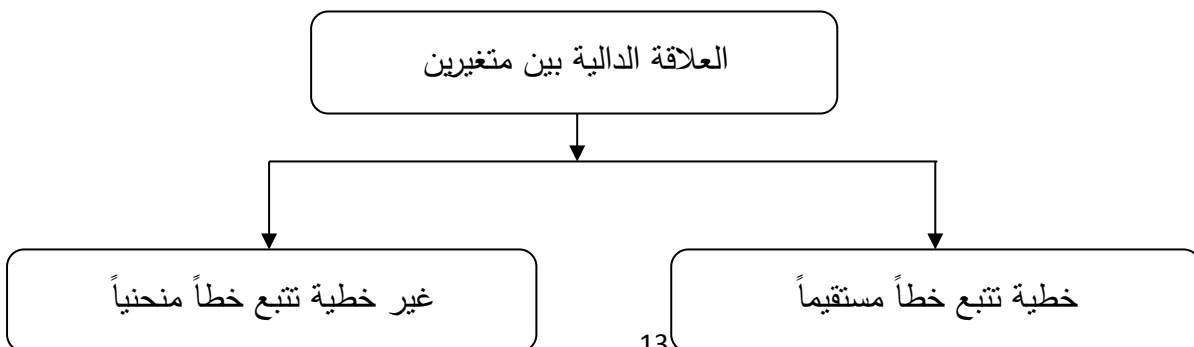 العلاقة الدالية بين متغيرين
خطية تتبع خطاً مستقيماً
غير خطية تتبع خطاً منحنياً
13